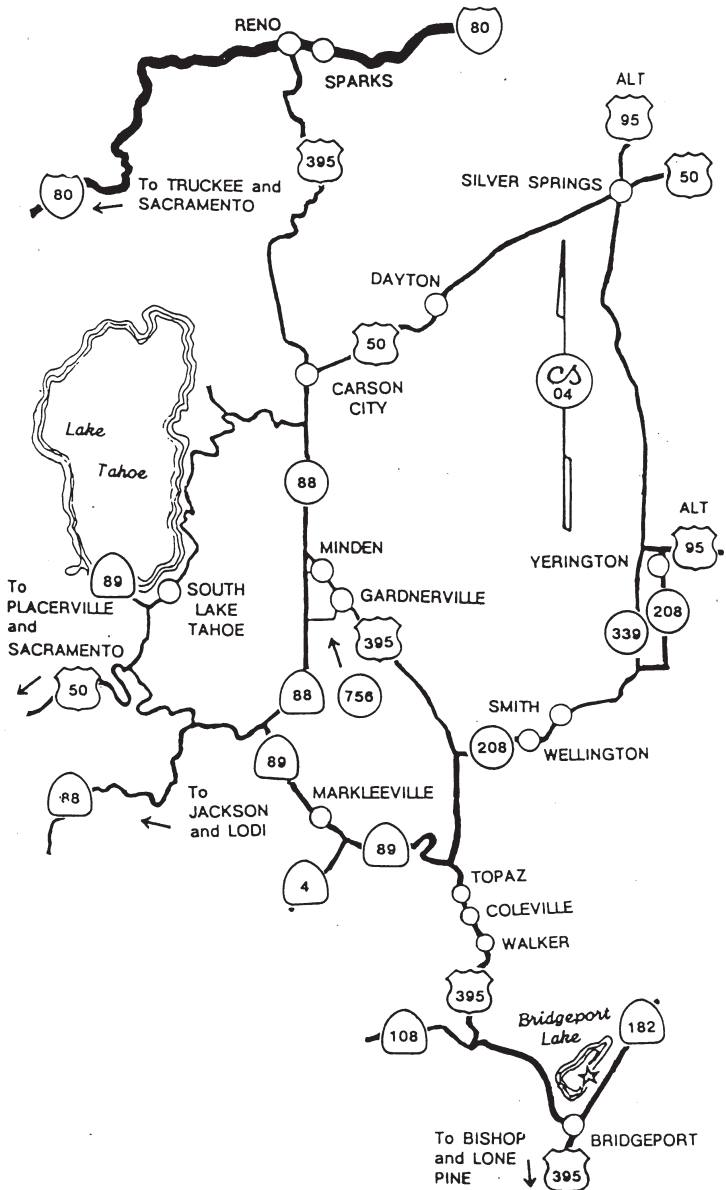 RENO
80
SPARKS
ALT
95
395
SILVER SPRINGS
50
80
To TRUCKEE and
SACRAMENTO
DAYTON
50
CARSON
CITY
CS
04
Lake
Tahoe
88
ALT
95
MINDEN
YERINGTON
89
GARDNERVILLE
208
To
PLACERVILLE
and
SACRAMENTO
SOUTH
LAKE
TAHOE
339
395
50
88
756
SMITH
208
WELLINGTON
89
88
To
JACKSON
and LODI
MARKLEEVILLE
89
4
TOPAZ
COLEVILLE
WALKER
395
Bridgeport
Lake
182
108
To BISHOP
and LONE
PINE
BRIDGEPORT
395